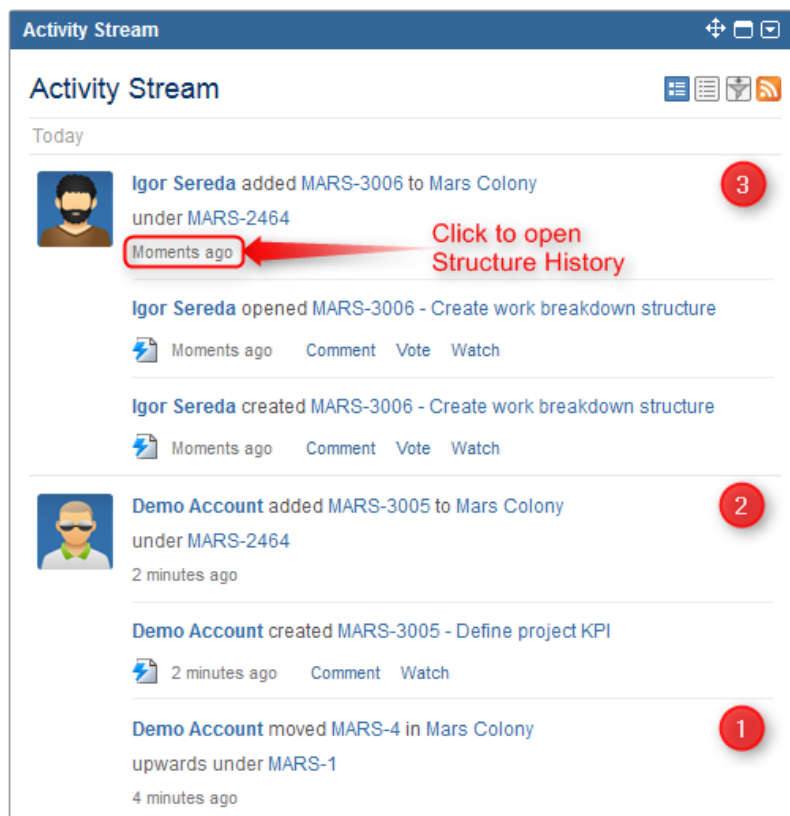 Activity Stream
Activity Stream
Today
Igor Sereda added MARS-3006 to Mars Colony
3
under MARS-2464
Moments ago
Click to open
Structure History
Igor Sereda opened MARS-3006 - Create work breakdown structure
Moments ago Comment Vote Watch
Igor Sereda created MARS-3006 - Create work breakdown structure
Moments ago Comment Vote Watch
Demo Account added MARS-3005 to Mars Colony
2
under MARS-2464
2 minutes ago
Demo Account created MARS-3005 - Define project KPI
2 minutes ago Comment Watch
Demo Account moved MARS-4 in Mars Colony
1
upwards under MARS-1
4 minutes ago